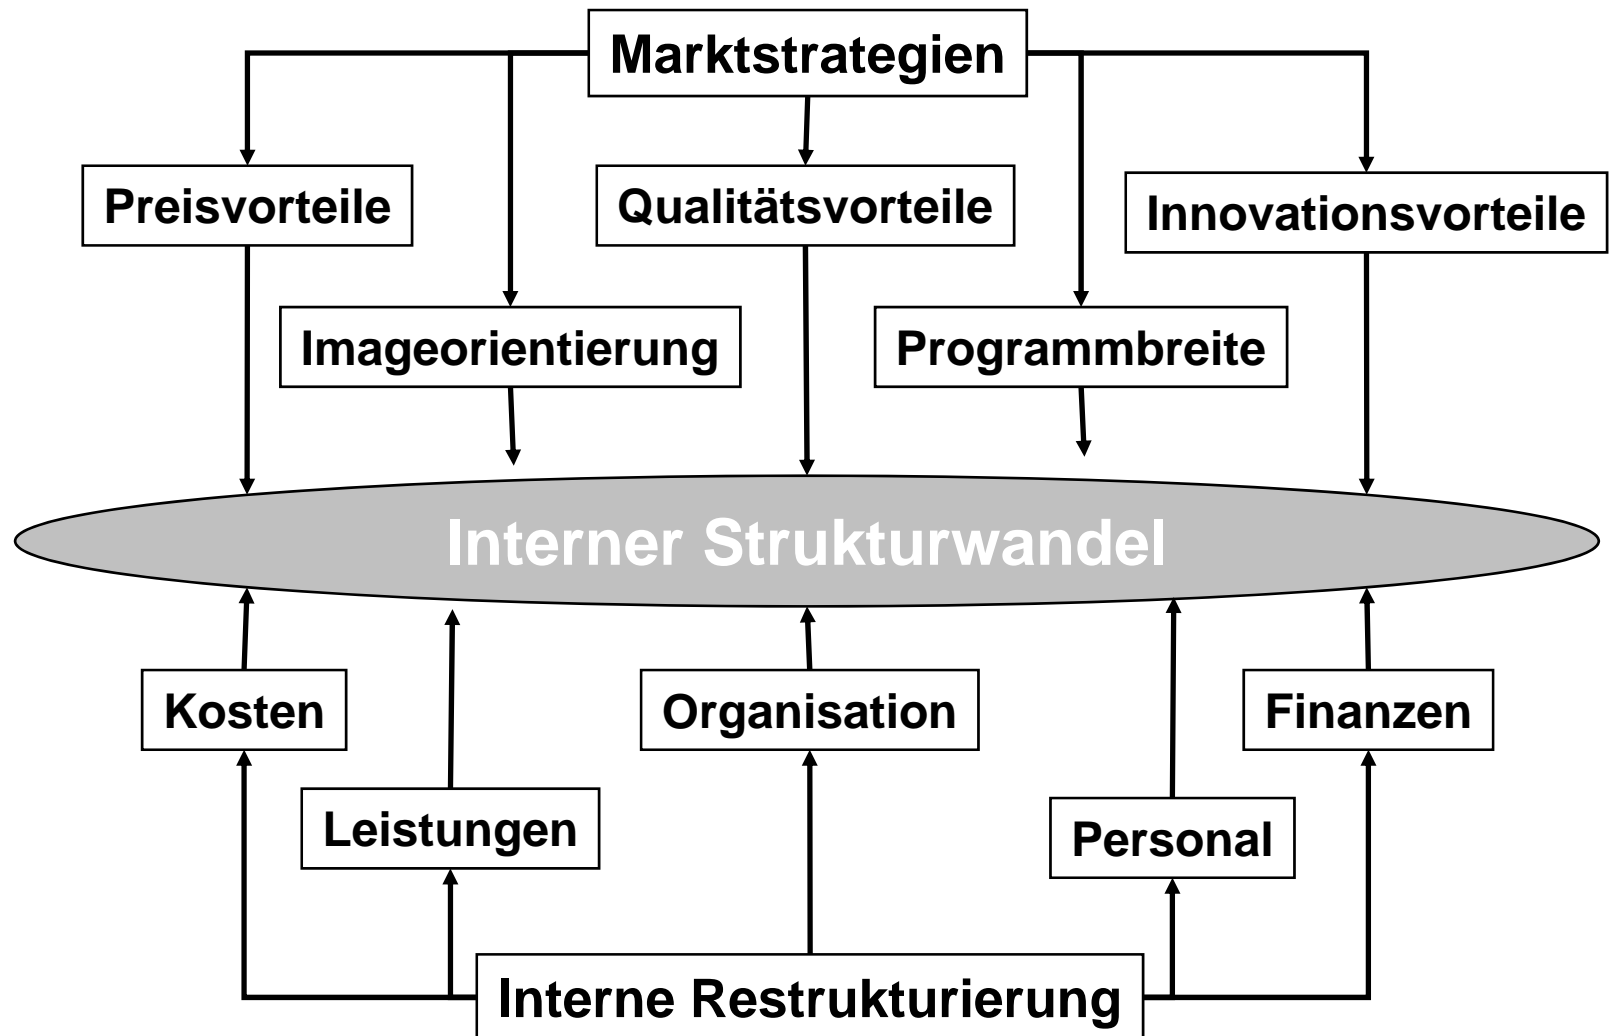 Marktstrategien
Preisvorteile
Qualitätsvorteile
Innovationsvorteile
Imageorientierung
Programmbreite
Interner Strukturwandel
Kosten
Organisation
Finanzen
Leistungen
Personal
Interne Restrukturierung